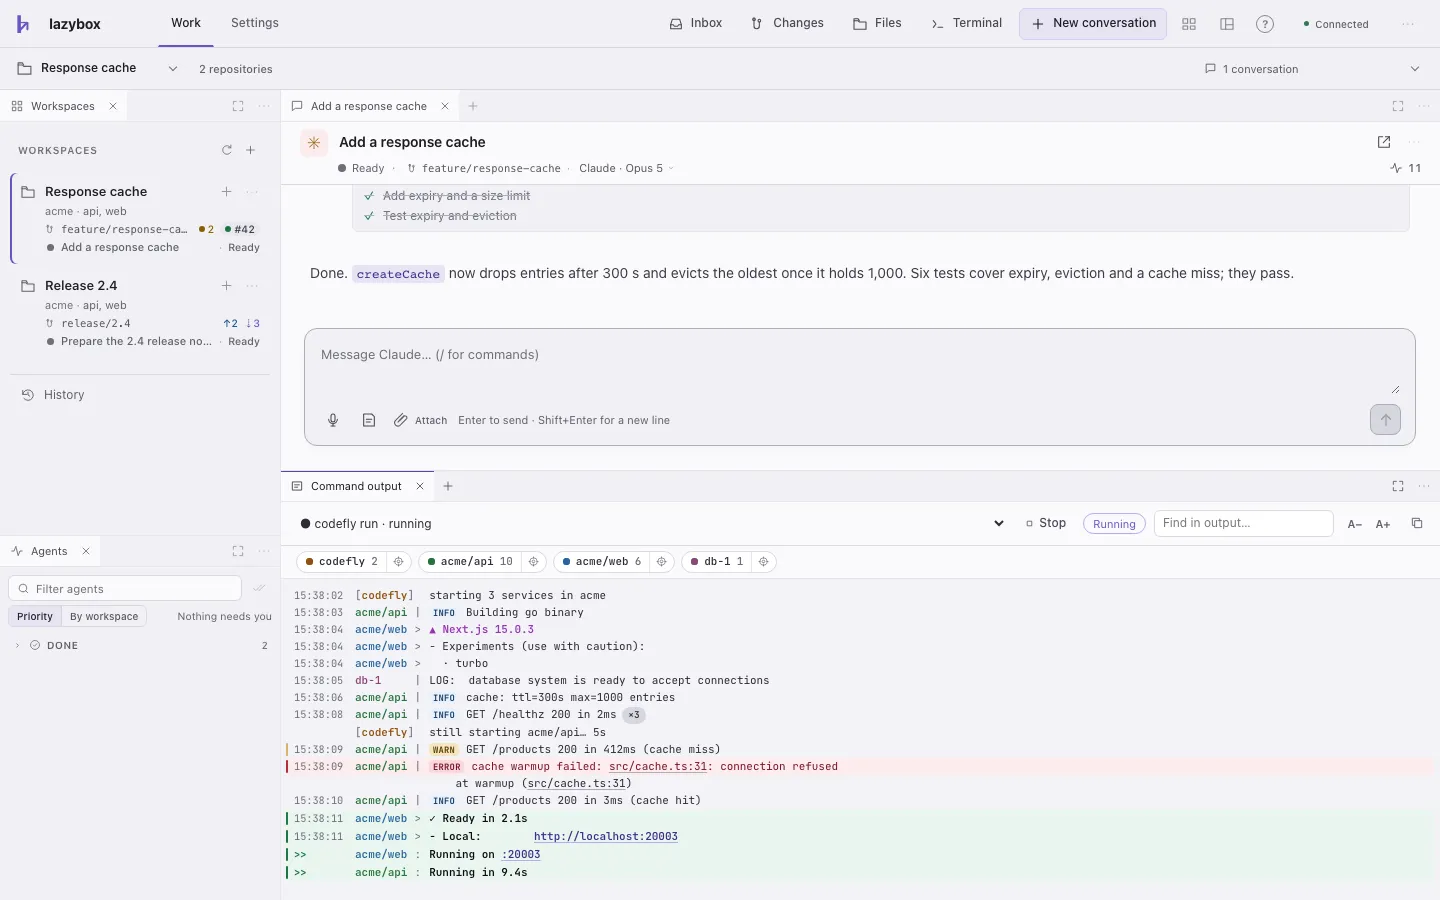 lazybox
Work
Settings
Inbox
Changes
Files
Terminal
New conversation
Connected
Response cache
2 repositories
1 conversation
Workspaces
WORKSPACES
Response cache
acme · api, web
feature/response-ca… 2 #42
Add a response cache · Ready
Release 2.4
acme · api, web
release/2.4 ↑2 ↓3
Prepare the 2.4 release no… · Ready
History
Agents
Filter agents
Priority
By workspace
Nothing needs you
DONE 2
Add a response cache
Add a response cache
Ready · feature/response-cache · Claude · Opus 5
11
Add expiry and a size limit
Test expiry and eviction
Done. createCache now drops entries after 300 s and evicts the oldest once it holds 1,000. Six tests cover expiry, eviction and a cache miss; they pass.
Message Claude... (/ for commands)
Attach
Enter to send · Shift+Enter for a new line
Command output
codefly run · running
Stop
Running
Find in output...
A−
A+
codefly 2
acme/api 10
acme/web 6
db-1 1
15:38:02 [codefly] starting 3 services in acme
15:38:03 acme/api | INFO Building go binary
15:38:04 acme/web > ▲ Next.js 15.0.3
15:38:04 acme/web > - Experiments (use with caution):
15:38:04 acme/web > · turbo
15:38:05 db-1 | LOG: database system is ready to accept connections
15:38:06 acme/api | INFO cache: ttl=300s max=1000 entries
15:38:08 acme/api | INFO GET /healthz 200 in 2ms ×3
[codefly] still starting acme/api… 5s
15:38:09 acme/api | WARN GET /products 200 in 412ms (cache miss)
15:38:09 acme/api | ERROR cache warmup failed: src/cache.ts:31: connection refused
at warmup (src/cache.ts:31)
15:38:10 acme/api | INFO GET /products 200 in 3ms (cache hit)
15:38:11 acme/web > ✓ Ready in 2.1s
15:38:11 acme/web > - Local: http://localhost:20003
>> acme/web : Running on :20003
>> acme/api : Running in 9.4s